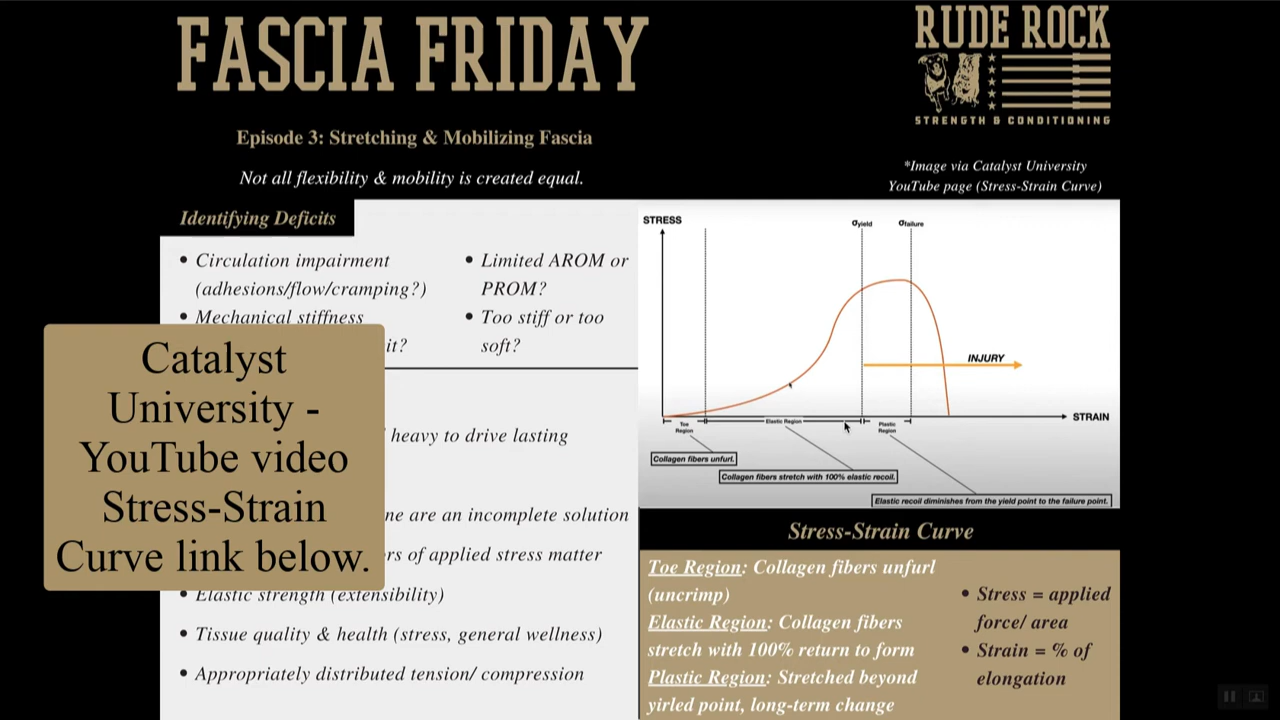 FASCIA FRIDAY
RUDE ROCK
STRENGTH & CONDITIONING
Episode 3: Stretching & Mobilizing Fascia
Not all flexibility & mobility is created equal.
*Image via Catalyst University
YouTube page (Stress-Strain Curve)
Identifying Deficits
• Circulation impairment
(adhesions/flow/cramping?)
• Mechanical stiffness
it?
• Limited AROM or
PROM?
• Too stiff or too
soft?
Catalyst
University -
YouTube video
Stress-Strain
Curve link below.
heavy to drive lasting
ne are an incomplete solution
rs of applied stress matter
• Elastic strength (extensibility)
• Tissue quality & health (stress, general wellness)
• Appropriately distributed tension/ compression
STRESS
σyield
σfailure
INJURY
STRAIN
Toe
Region
Elastic Region
Plastic
Region
Collagen fibers unfurl.
Collagen fibers stretch with 100% elastic recoil.
Elastic recoil diminishes from the yield point to the failure point.
Stress-Strain Curve
Toe Region: Collagen fibers unfurl
(uncrimp)
Elastic Region: Collagen fibers
stretch with 100% return to form
Plastic Region: Stretched beyond
yirled point, long-term change
• Stress = applied
force/ area
• Strain = % of
elongation